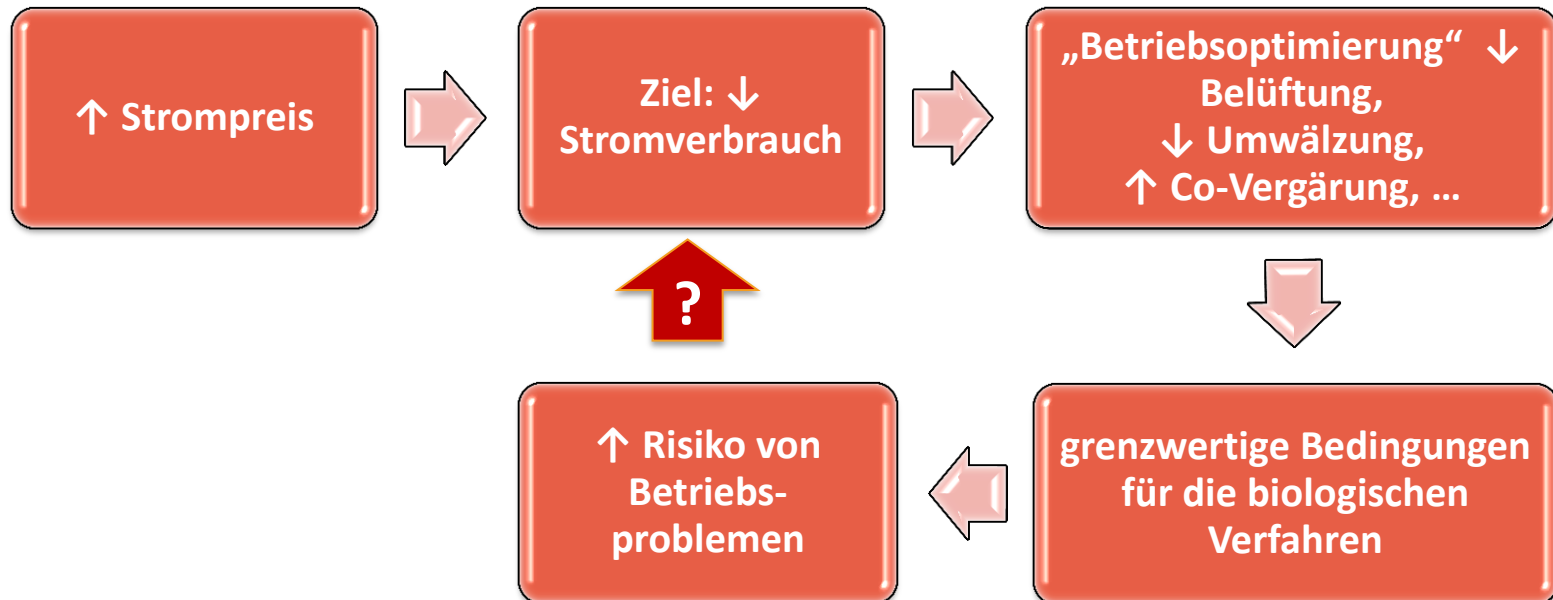 ↑ Strompreis
Ziel: ↓
Stromverbrauch
„Betriebsoptimierung“ ↓
Belüftung,
↓ Umwälzung,
↑ Co-Vergärung, …
?
↑ Risiko von
Betriebs-
problemen
grenzwertige Bedingungen
für die biologischen
Verfahren